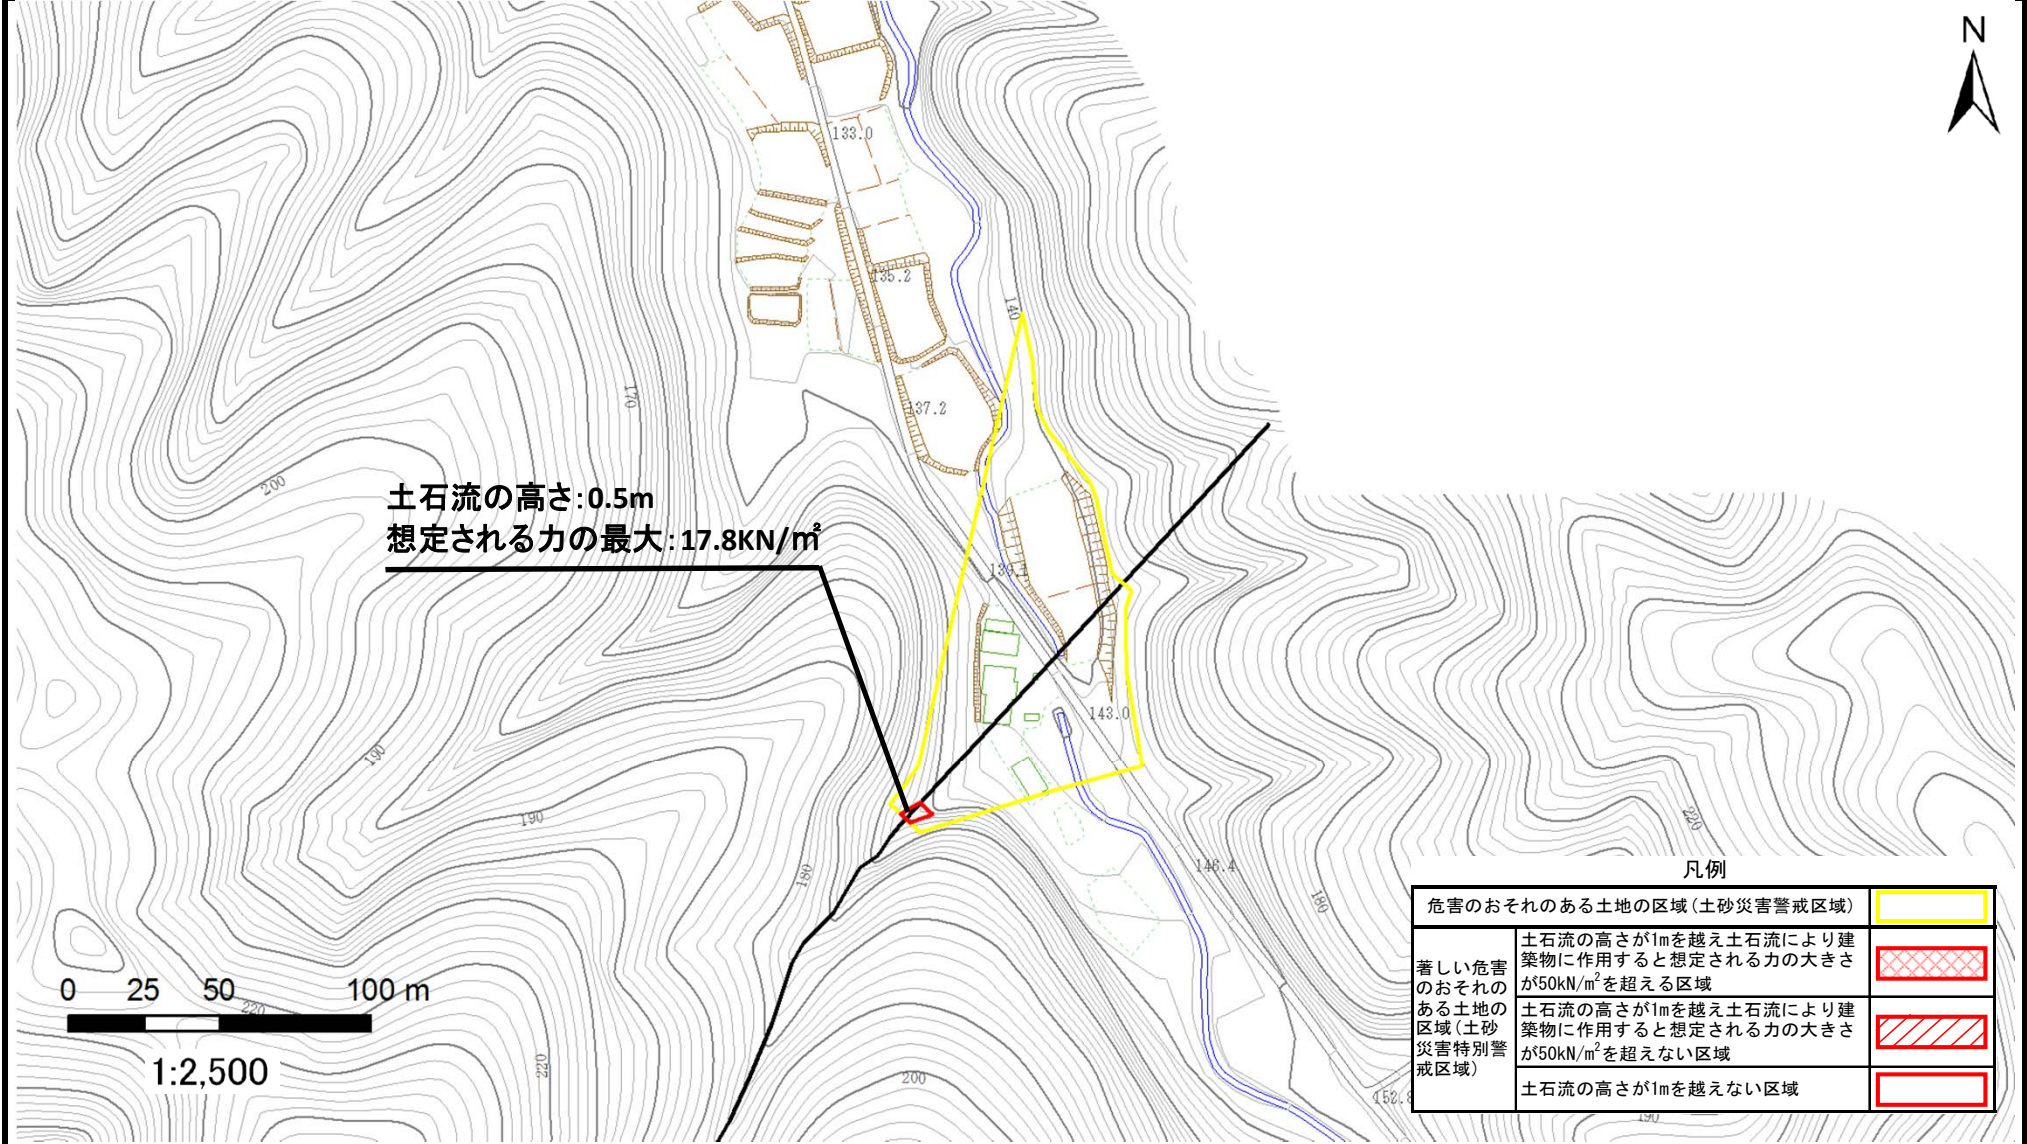 N
133.0
135.2
140
170
137.2
200
土石流の高さ:0.5m
想定される力の最大:17.8KN/㎡
143.0
190
190
180
146.4
220
180
凡例
危害のおそれのある土地の区域(土砂災害警戒区域)
著しい危害
のおそれの
ある土地の
区域(土砂
災害特別警
戒区域)
土石流の高さが1mを越え土石流により建
築物に作用すると想定される力の大きさ
が50kN/m²を超える区域
土石流の高さが1mを越え土石流により建
築物に作用すると想定される力の大きさ
が50kN/m²を超えない区域
土石流の高さが1mを越えない区域
0 25 50 100 m
220
1:2,500
220
200
152.8
190